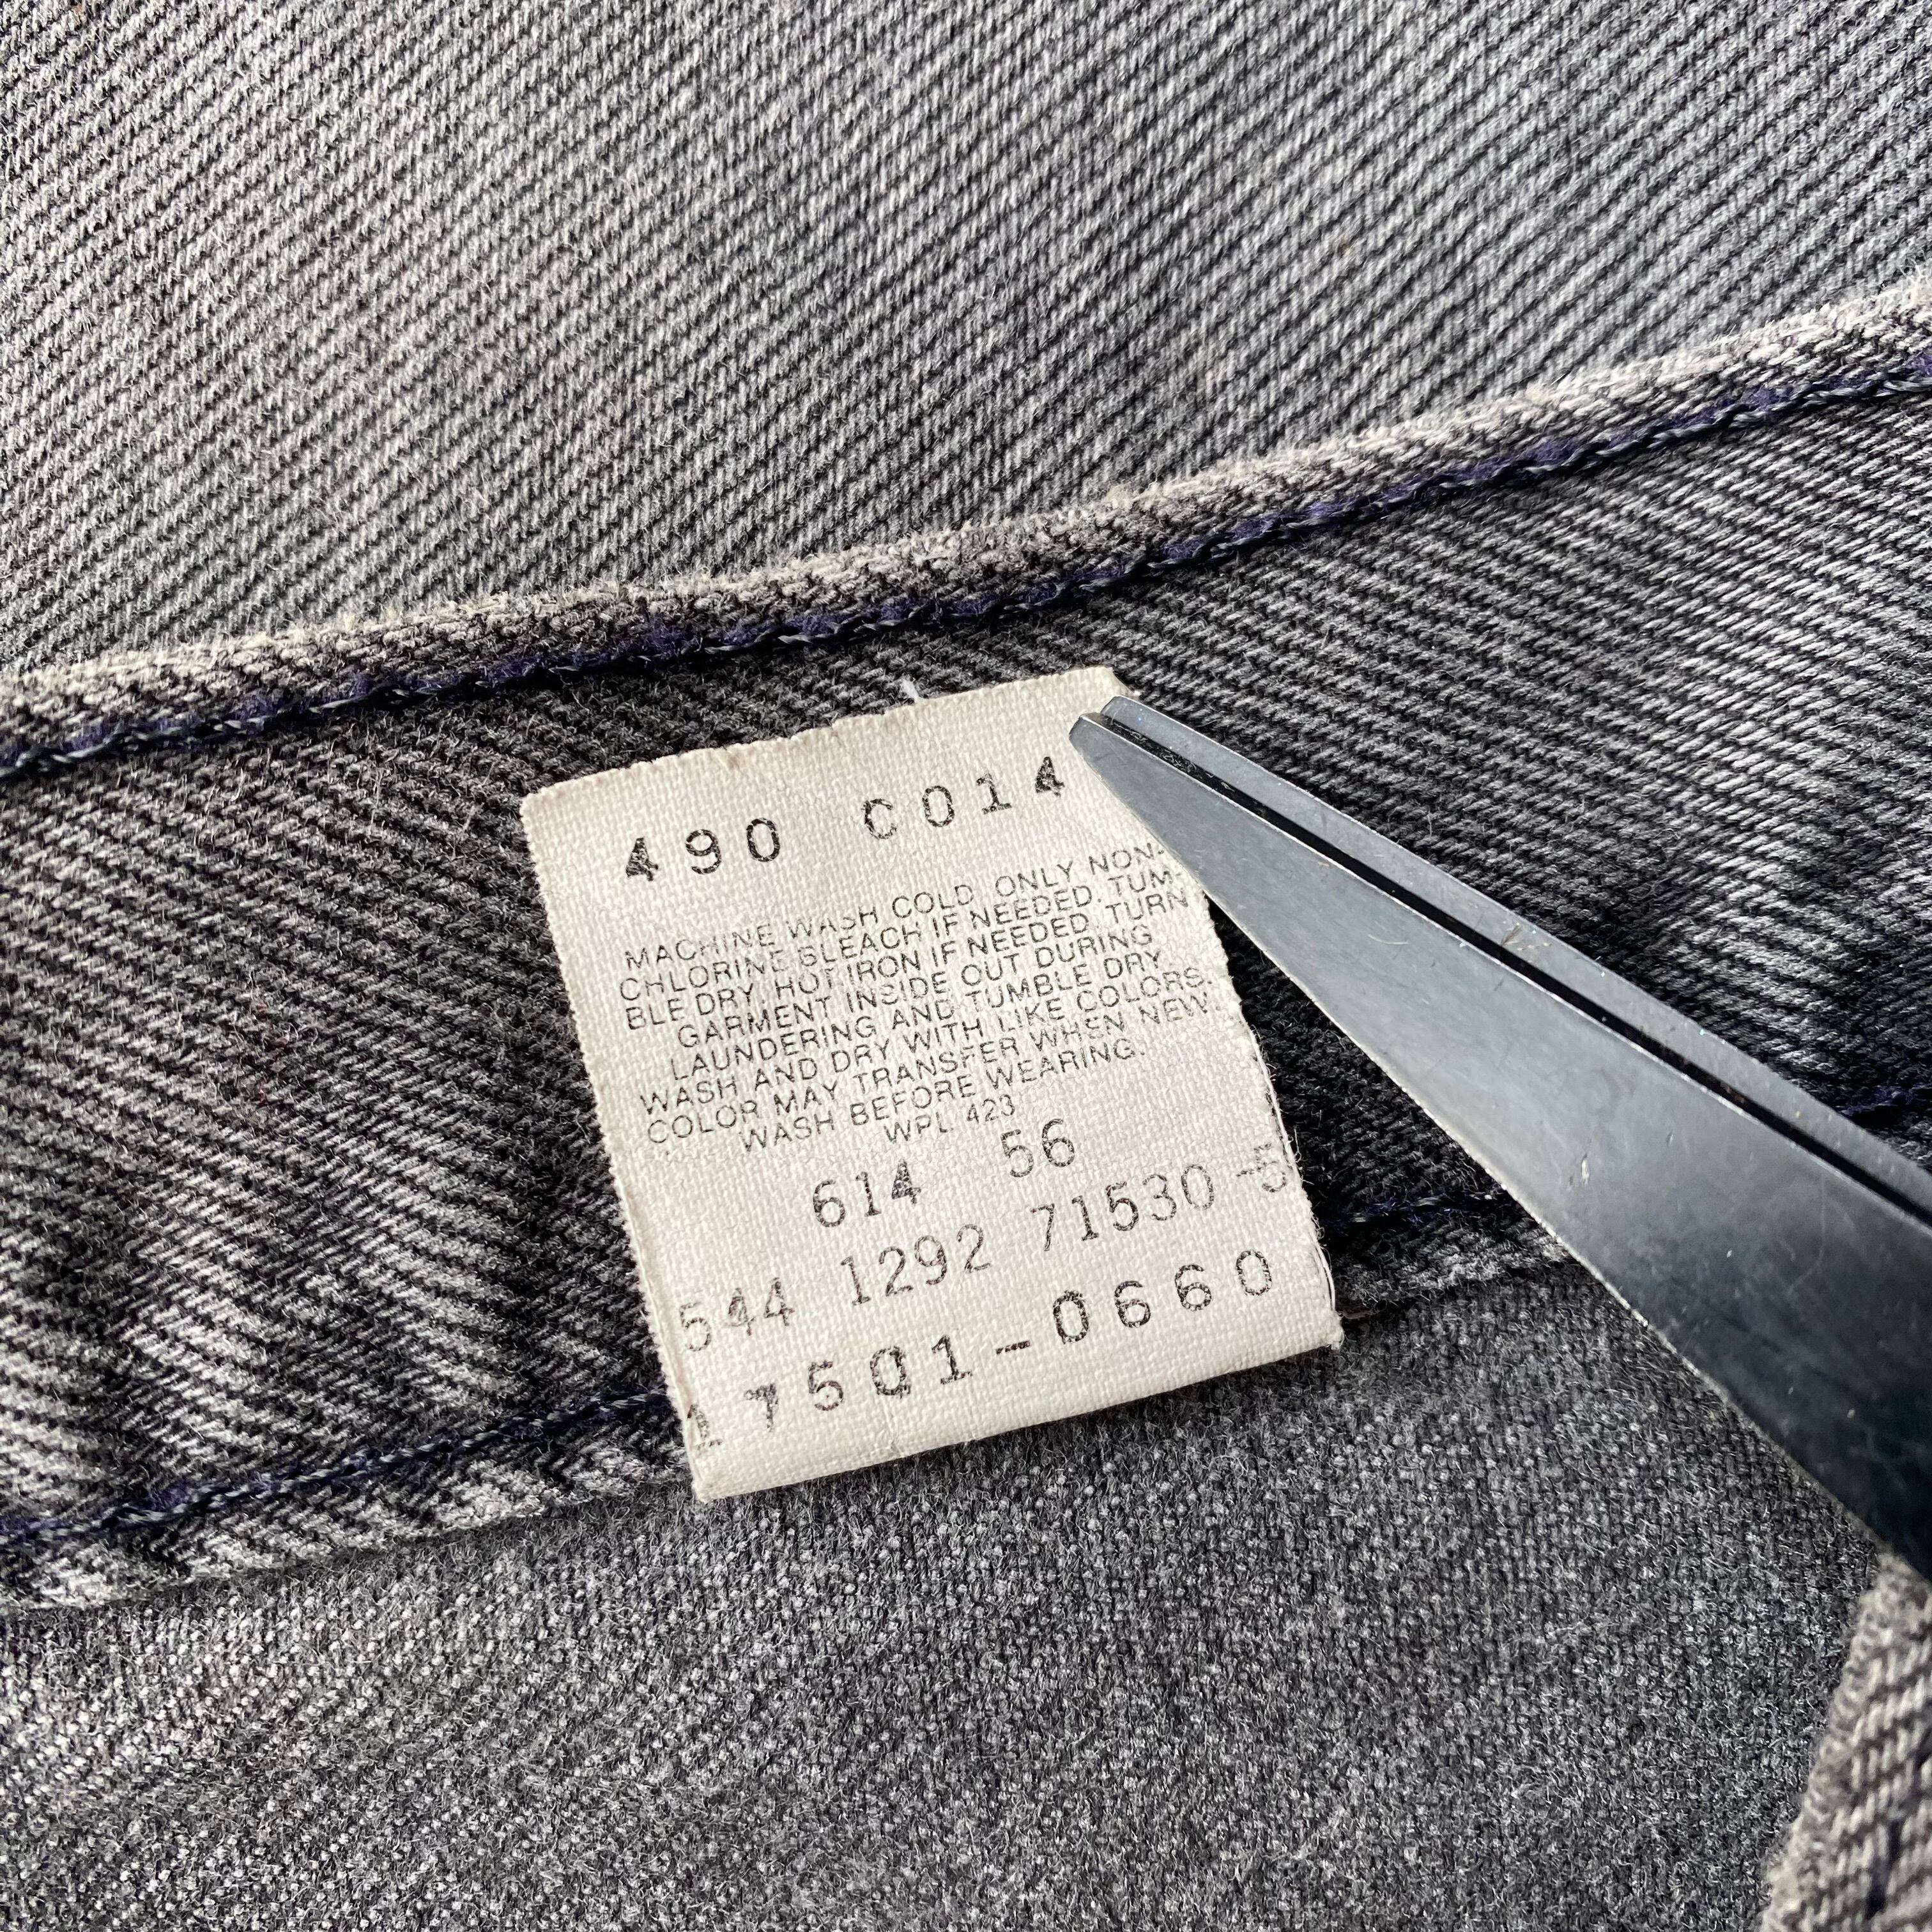 490 C014
MACHINE WASH COLD. ONLY NON-
CHLORINE BLEACH IF NEEDED. TUM-
BLE DRY. HOT IRON IF NEEDED. TURN
GARMENT INSIDE OUT DURING
LAUNDERING AND TUMBLE DRY.
WASH AND DRY WITH LIKE COLORS.
COLOR MAY TRANSFER WHEN NEW.
WASH BEFORE WEARING.
WPL 423
614 56
544 1292 71530-5
17501-0660